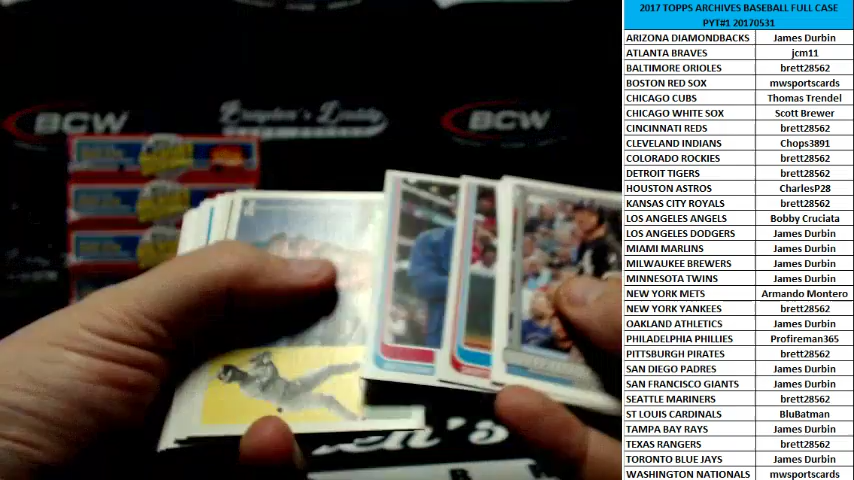 2017 TOPPS ARCHIVES BASEBALL FULL CASE
PYT#1 20170531
ARIZONA DIAMONDBACKS James Durbin
ATLANTA BRAVES jcm11
BALTIMORE ORIOLES brett28562
BOSTON RED SOX mwsportscards
CHICAGO CUBS Thomas Trendel
CHICAGO WHITE SOX Scott Brewer
CINCINNATI REDS brett28562
CLEVELAND INDIANS Chops3891
COLORADO ROCKIES brett28562
DETROIT TIGERS brett28562
HOUSTON ASTROS CharlesP28
KANSAS CITY ROYALS brett28562
LOS ANGELES ANGELS Bobby Cruciata
LOS ANGELES DODGERS James Durbin
MIAMI MARLINS James Durbin
MILWAUKEE BREWERS James Durbin
MINNESOTA TWINS James Durbin
NEW YORK METS Armando Montero
NEW YORK YANKEES brett28562
OAKLAND ATHLETICS James Durbin
PHILADELPHIA PHILLIES Profireman365
PITTSBURGH PIRATES brett28562
SAN DIEGO PADRES James Durbin
SAN FRANCISCO GIANTS James Durbin
SEATTLE MARINERS brett28562
ST LOUIS CARDINALS BluBatman
TAMPA BAY RAYS James Durbin
TEXAS RANGERS brett28562
TORONTO BLUE JAYS James Durbin
WASHINGTON NATIONALS mwsportscards
BCW
BCW